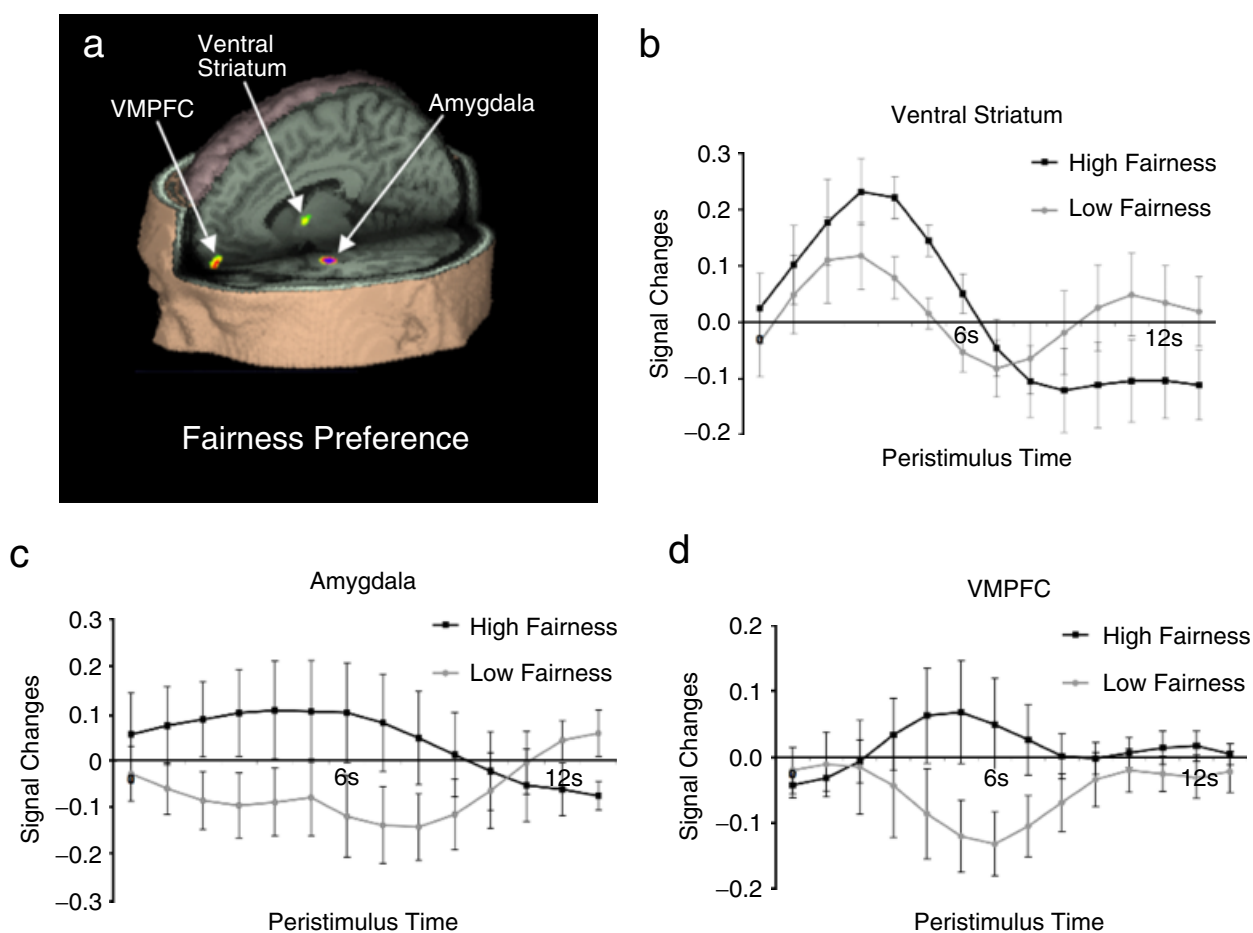 a
Ventral
Striatum
VMPFC
Amygdala
Fairness Preference
b
Ventral Striatum
High Fairness
Low Fairness
Signal Changes
0.3
0.2
0.1
0.0
−0.1
−0.2
0
6s
12s
Peristimulus Time
c
Amygdala
High Fairness
Low Fairness
Signal Changes
0.3
0.2
0.1
0
−0.1
−0.2
−0.3
0
6s
12s
Peristimulus Time
d
VMPFC
High Fairness
Low Fairness
Signal Changes
0.2
0.1
0.0
−0.1
−0.2
0
6s
12s
Peristimulus Time